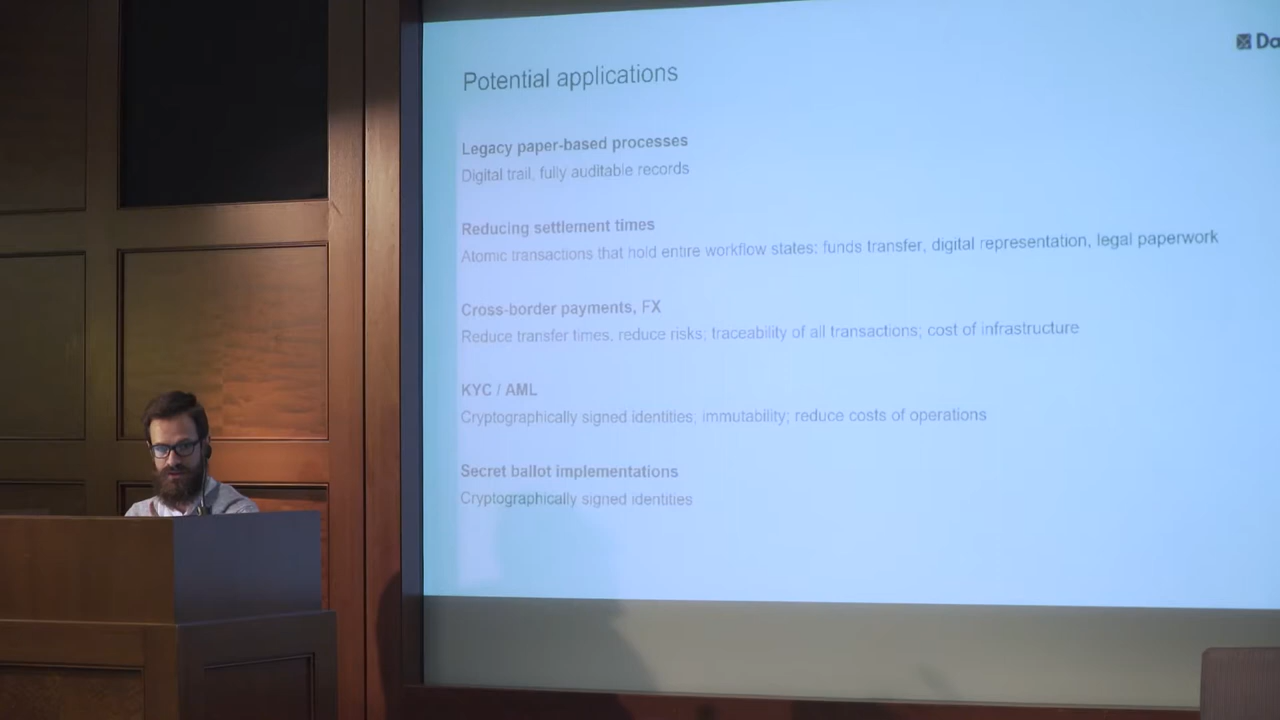 Potential applications
Legacy paper-based processes
Digital trail, fully auditable records
Reducing settlement times
Atomic transactions that hold entire workflow states: funds transfer, digital representation, legal paperwork
Cross-border payments, FX
Reduce transfer times, reduce risks; traceability of all transactions; cost of infrastructure
KYC / AML
Cryptographically signed identities; immutability; reduce costs of operations
Secret ballot implementations
Cryptographically signed identities